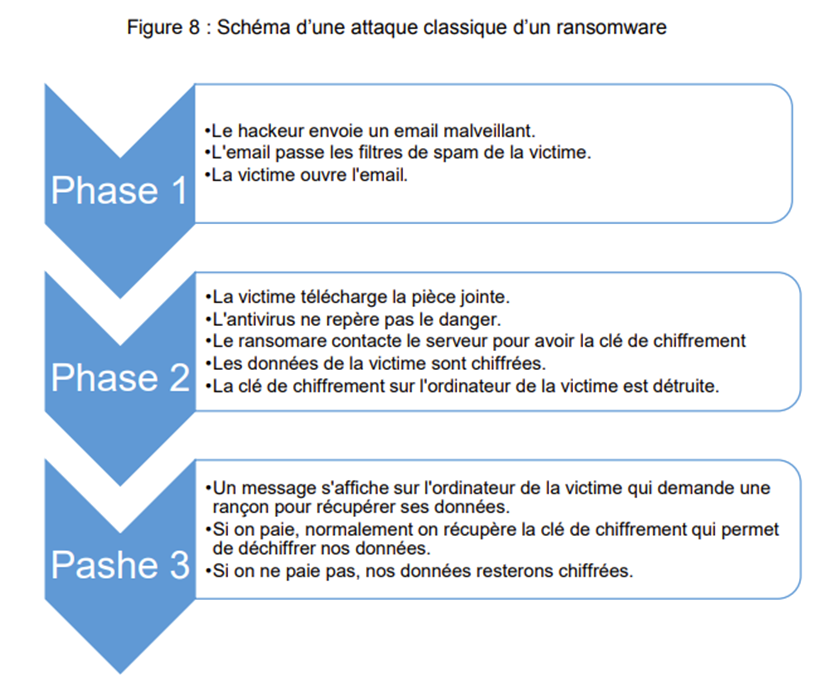 Figure 8 : Schéma d'une attaque classique d'un ransomware
Phase 1
•Le hackeur envoie un email malveillant.
•L'email passe les filtres de spam de la victime.
•La victime ouvre l'email.
Phase 2
•La victime télécharge la pièce jointe.
•L'antivirus ne repère pas le danger.
•Le ransomare contacte le serveur pour avoir la clé de chiffrement
•Les données de la victime sont chiffrées.
•La clé de chiffrement sur l'ordinateur de la victime est détruite.
Pashe 3
•Un message s'affiche sur l'ordinateur de la victime qui demande une
rançon pour récupérer ses données.
•Si on paie, normalement on récupère la clé de chiffrement qui permet
de déchiffrer nos données.
•Si on ne paie pas, nos données resterons chiffrées.